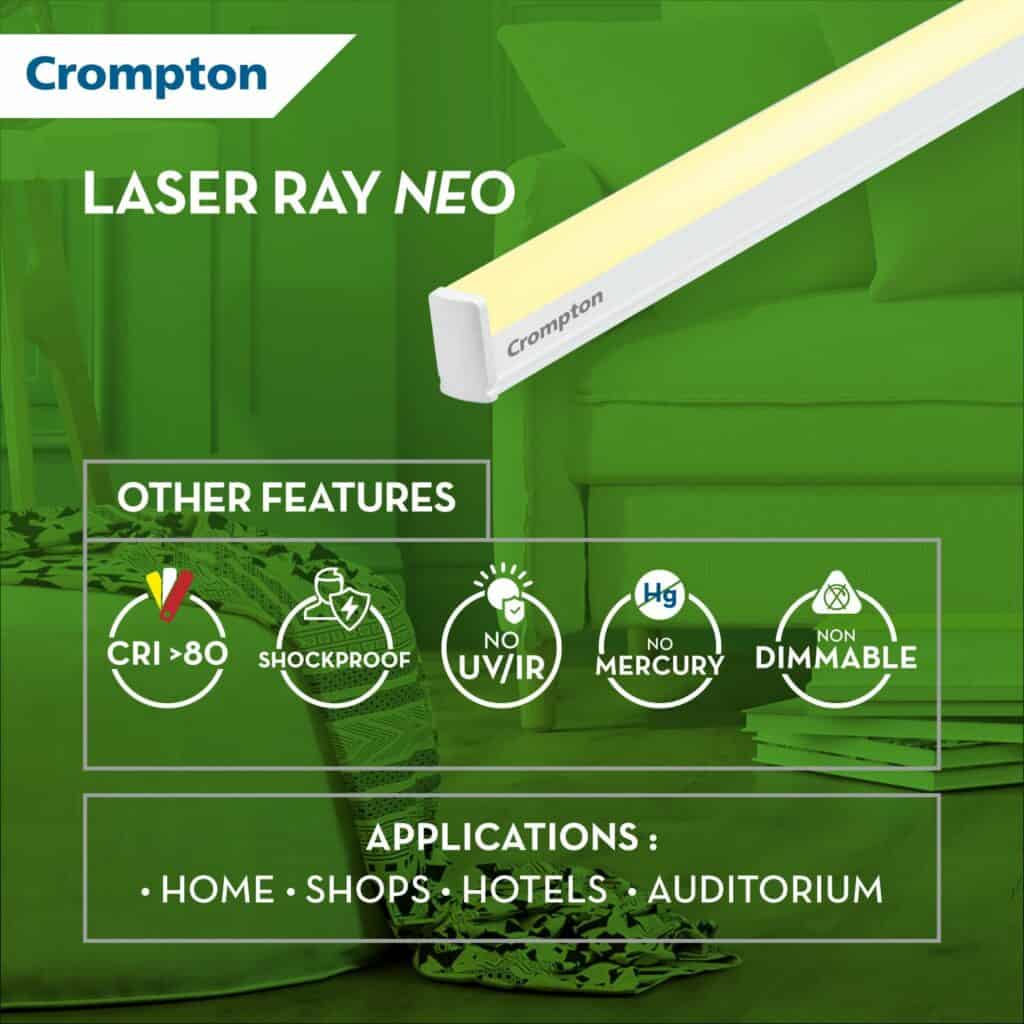 Crompton
LASER RAY NEO
Crompton
OTHER FEATURES
CRI >80
SHOCKPROOF
NO
UV/IR
Hg
NO
MERCURY
NON
DIMMABLE
APPLICATIONS :
• HOME • SHOPS • HOTELS • AUDITORIUM